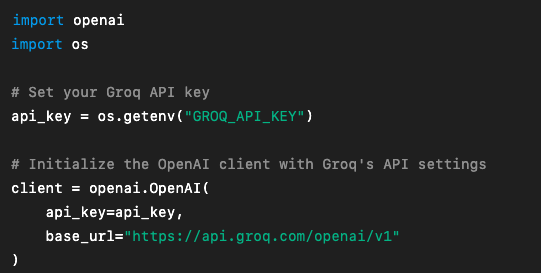 import openai
import os
# Set your Groq API key
api_key = os.getenv("GROQ_API_KEY")
# Initialize the OpenAI client with Groq's API settings
client = openai.OpenAI(
    api_key=api_key,
    base_url="https://api.groq.com/openai/v1"
)